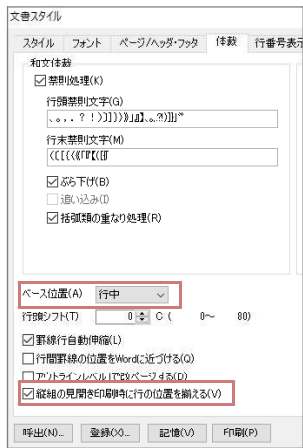 文書スタイル
スタイル フォント ページ/ヘッダ・フッタ 体裁 行番号表示
和文体裁
禁則処理(K)
行頭禁則文字(G)
行末禁則文字(M)
ぶら下げ(B)
追い込み(I)
括弧類の重なり処理(R)
ベース位置(A) 行中
行頭シフト(T) 0 C ( 0～ 80)
罫線行自動伸縮(L)
行間罫線の位置をWordに近づける(Q)
アウトラインレベル1で改ページする(D)
縦組の見開き印刷時に行の位置を揃える(V)
呼出(N)... 登録(X)... 記憶(V) 印刷(P)